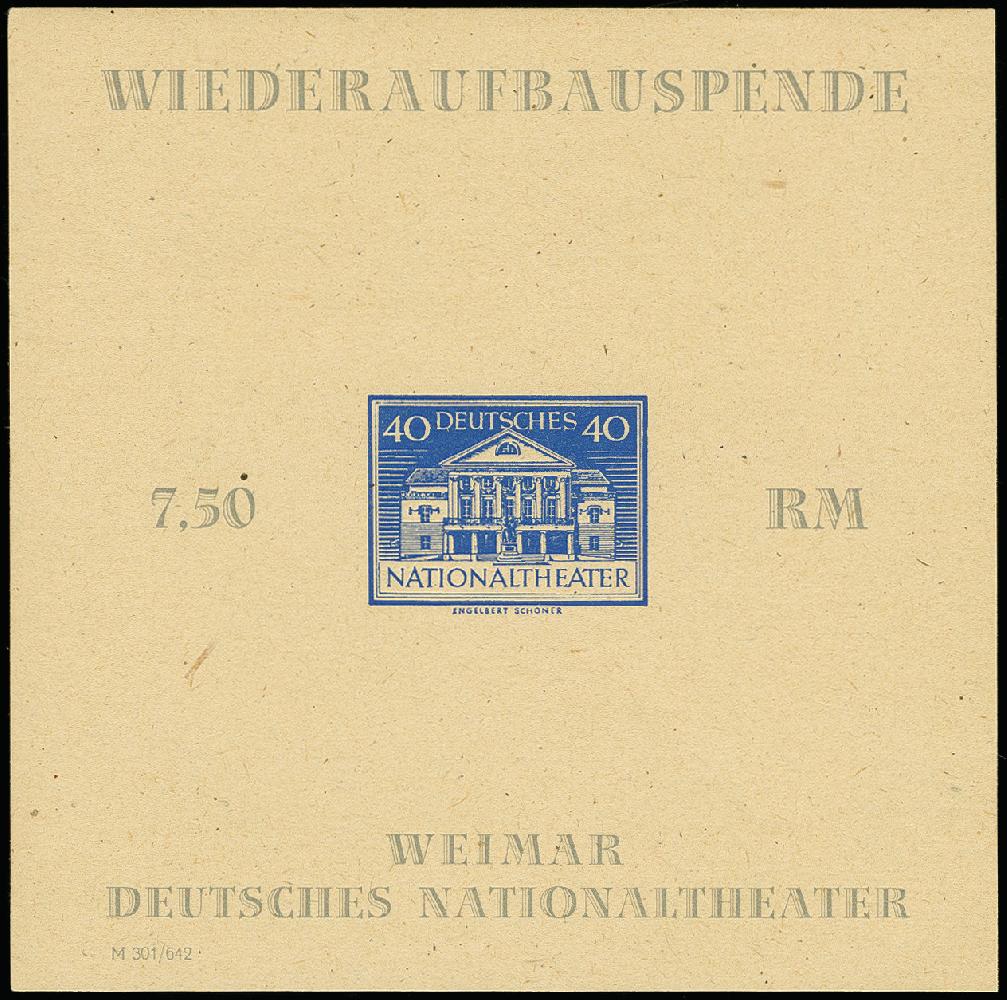 WIEDERAUFBAUSPENDE
40 DEUTSCHES 40
7,50 RM
NATIONALTHEATER
ENGELBERT SCHONER
WEIMAR
DEUTSCHES NATIONALTHEATER
M 301/642